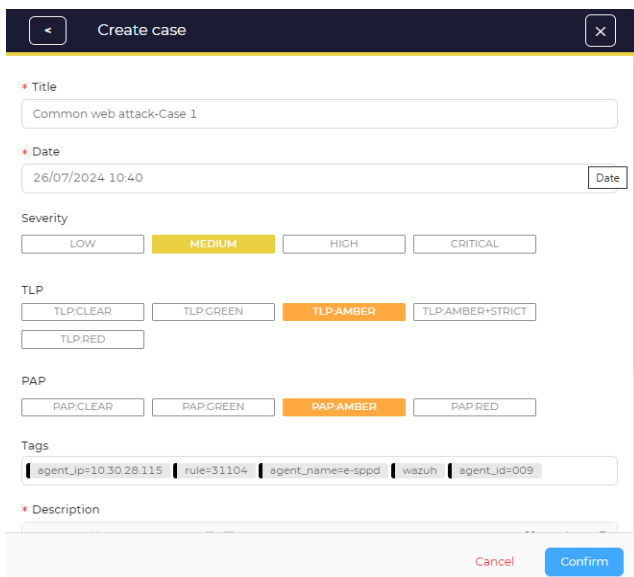 < Create case ×
* Title
Common web attack-Case 1
* Date
26/07/2024 10:40 Date
Severity
LOW MEDIUM HIGH CRITICAL
TLP
TLP:CLEAR TLP:GREEN TLP:AMBER TLP:AMBER+STRICT
TLP:RED
PAP
PAP:CLEAR PAP:GREEN PAP:AMBER PAP:RED
Tags
agent_ip=10.30.28.115 rule=31104 agent_name=e-sppd wazuh agent_id=009
* Description
Cancel Confirm